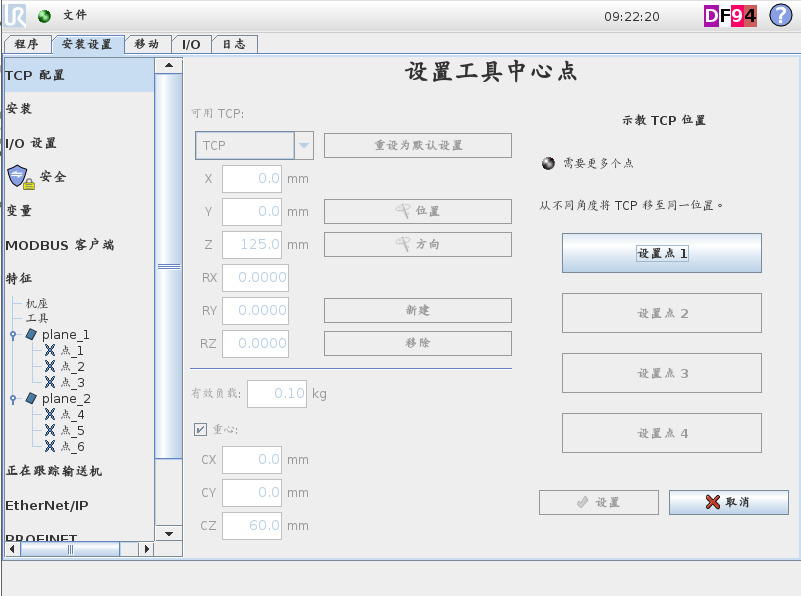 UR
文件
09:22:20
DF94
?
程序
安装设置
移动
I/O
日志
TCP 配置
安装
I/O 设置
安全
变量
MODBUS 客户端
特征
机座
工具
plane_1
点_1
点_2
点_3
plane_2
点_4
点_5
点_6
正在跟踪输送机
EtherNet/IP
PROFINET
设置工具中心点
可用 TCP:
TCP
重设为默认设置
X 0.0 mm
Y 0.0 mm
位置
Z 125.0 mm
方向
RX 0.0000
RY 0.0000
新建
RZ 0.0000
移除
有效负载: 0.10 kg
重心:
CX 0.0 mm
CY 0.0 mm
CZ 60.0 mm
示教 TCP 位置
需要更多个点
从不同角度将 TCP 移至同一位置。
设置点 1
设置点 2
设置点 3
设置点 4
设置
取消